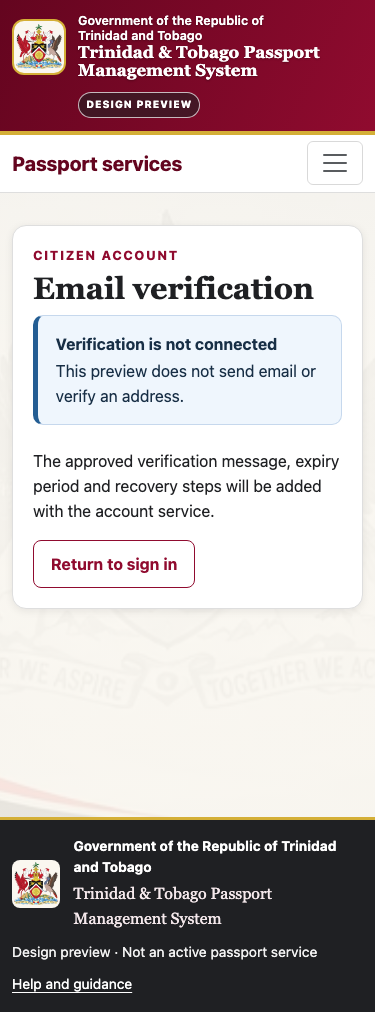 Government of the Republic of
Trinidad and Tobago
Trinidad & Tobago Passport
Management System
DESIGN PREVIEW
Passport services
CITIZEN ACCOUNT
Email verification
Verification is not connected
This preview does not send email or
verify an address.
The approved verification message, expiry
period and recovery steps will be added
with the account service.
Return to sign in
R WE ASPIRE
TOGETHER WE AC
Government of the Republic of Trinidad
and Tobago
Trinidad & Tobago Passport
Management System
Design preview · Not an active passport service
Help and guidance